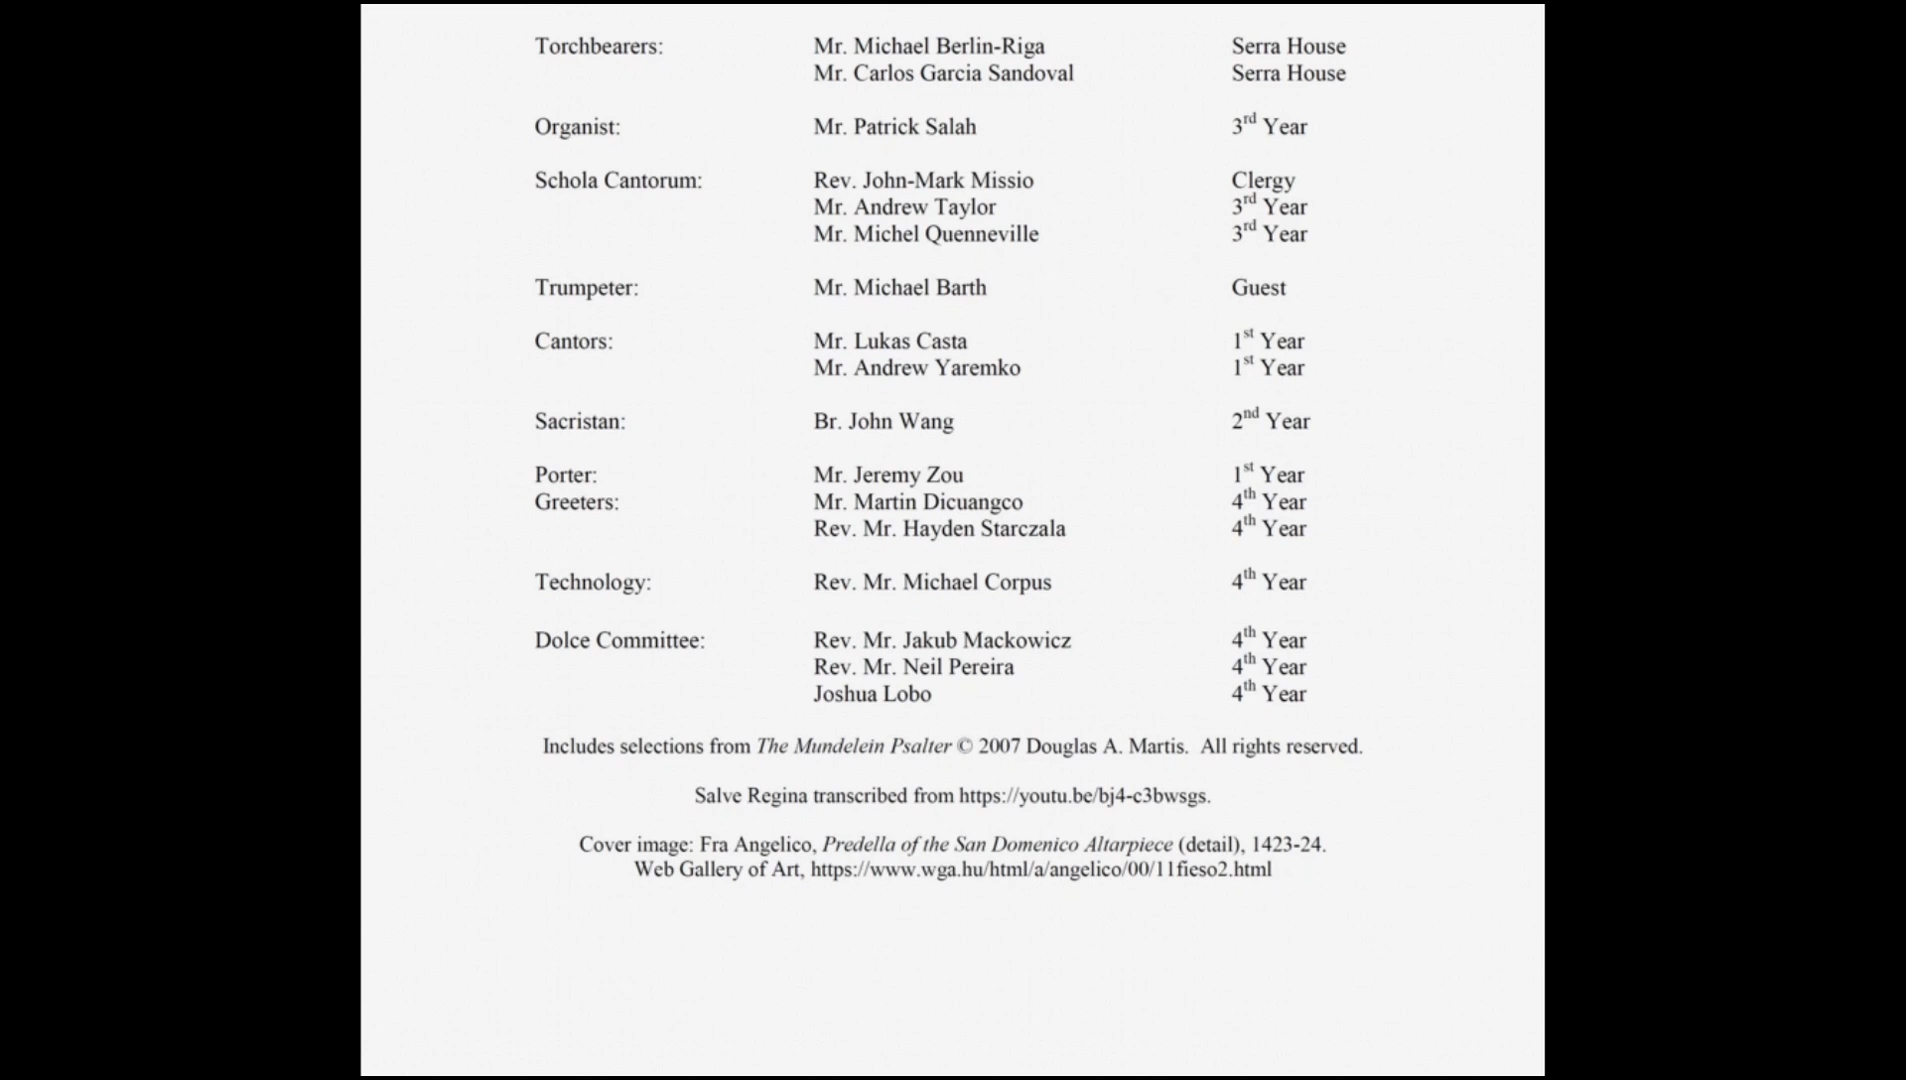 Torchbearers: Mr. Michael Berlin-Riga Serra House
Mr. Carlos Garcia Sandoval Serra House
Organist: Mr. Patrick Salah 3rd Year
Schola Cantorum: Rev. John-Mark Missio Clergy
Mr. Andrew Taylor 3rd Year
Mr. Michel Quenneville 3rd Year
Trumpeter: Mr. Michael Barth Guest
Cantors: Mr. Lukas Casta 1st Year
Mr. Andrew Yaremko 1st Year
Sacristan: Br. John Wang 2nd Year
Porter: Mr. Jeremy Zou 1st Year
Greeters: Mr. Martin Dicuangco 4th Year
Rev. Mr. Hayden Starczala 4th Year
Technology: Rev. Mr. Michael Corpus 4th Year
Dolce Committee: Rev. Mr. Jakub Mackowicz 4th Year
Rev. Mr. Neil Pereira 4th Year
Joshua Lobo 4th Year
Includes selections from The Mundelein Psalter © 2007 Douglas A. Martis. All rights reserved.
Salve Regina transcribed from https://youtu.be/bj4-c3bwsgs.
Cover image: Fra Angelico, Predella of the San Domenico Altarpiece (detail), 1423-24.
Web Gallery of Art, https://www.wga.hu/html/a/angelico/00/11fieso2.html